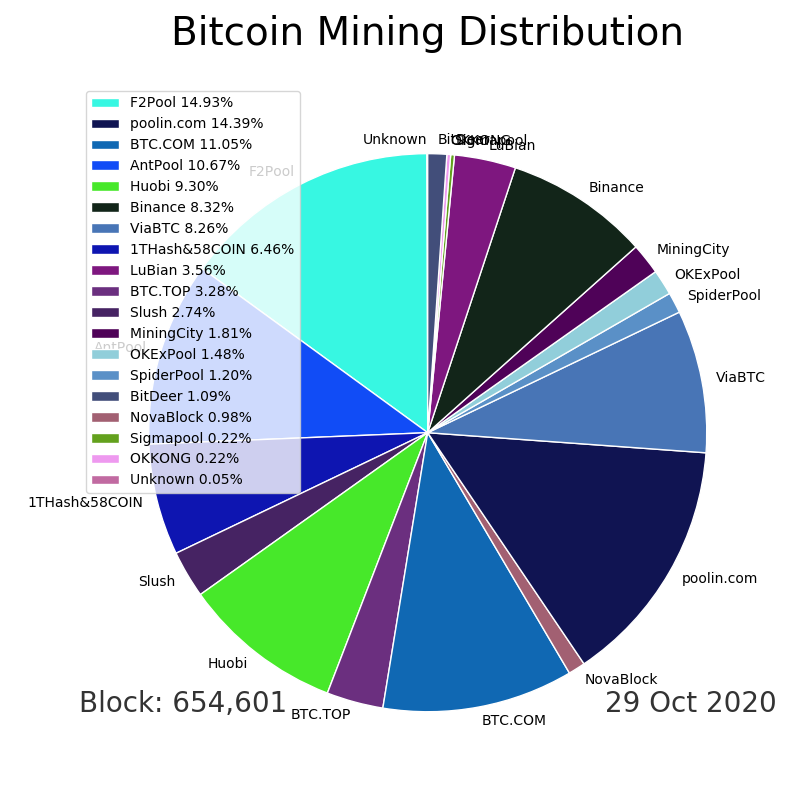 Bitcoin Mining Distribution
F2Pool 14.93%
poolin.com 14.39%
BTC.COM 11.05%
AntPool 10.67%
Huobi 9.30%
Binance 8.32%
ViaBTC 8.26%
1THash&58COIN 6.46%
LuBian 3.56%
BTC.TOP 3.28%
Slush 2.74%
MiningCity 1.81%
OKExPool 1.48%
SpiderPool 1.20%
BitDeer 1.09%
NovaBlock 0.98%
Sigmapool 0.22%
OKKONG 0.22%
Unknown 0.05%
Unknown
LuBian
F2Pool
Binance
MiningCity
OKExPool
SpiderPool
AntPool
ViaBTC
1THash&58COIN
Slush
poolin.com
Huobi
NovaBlock
BTC.TOP
BTC.COM
Block: 654,601
29 Oct 2020